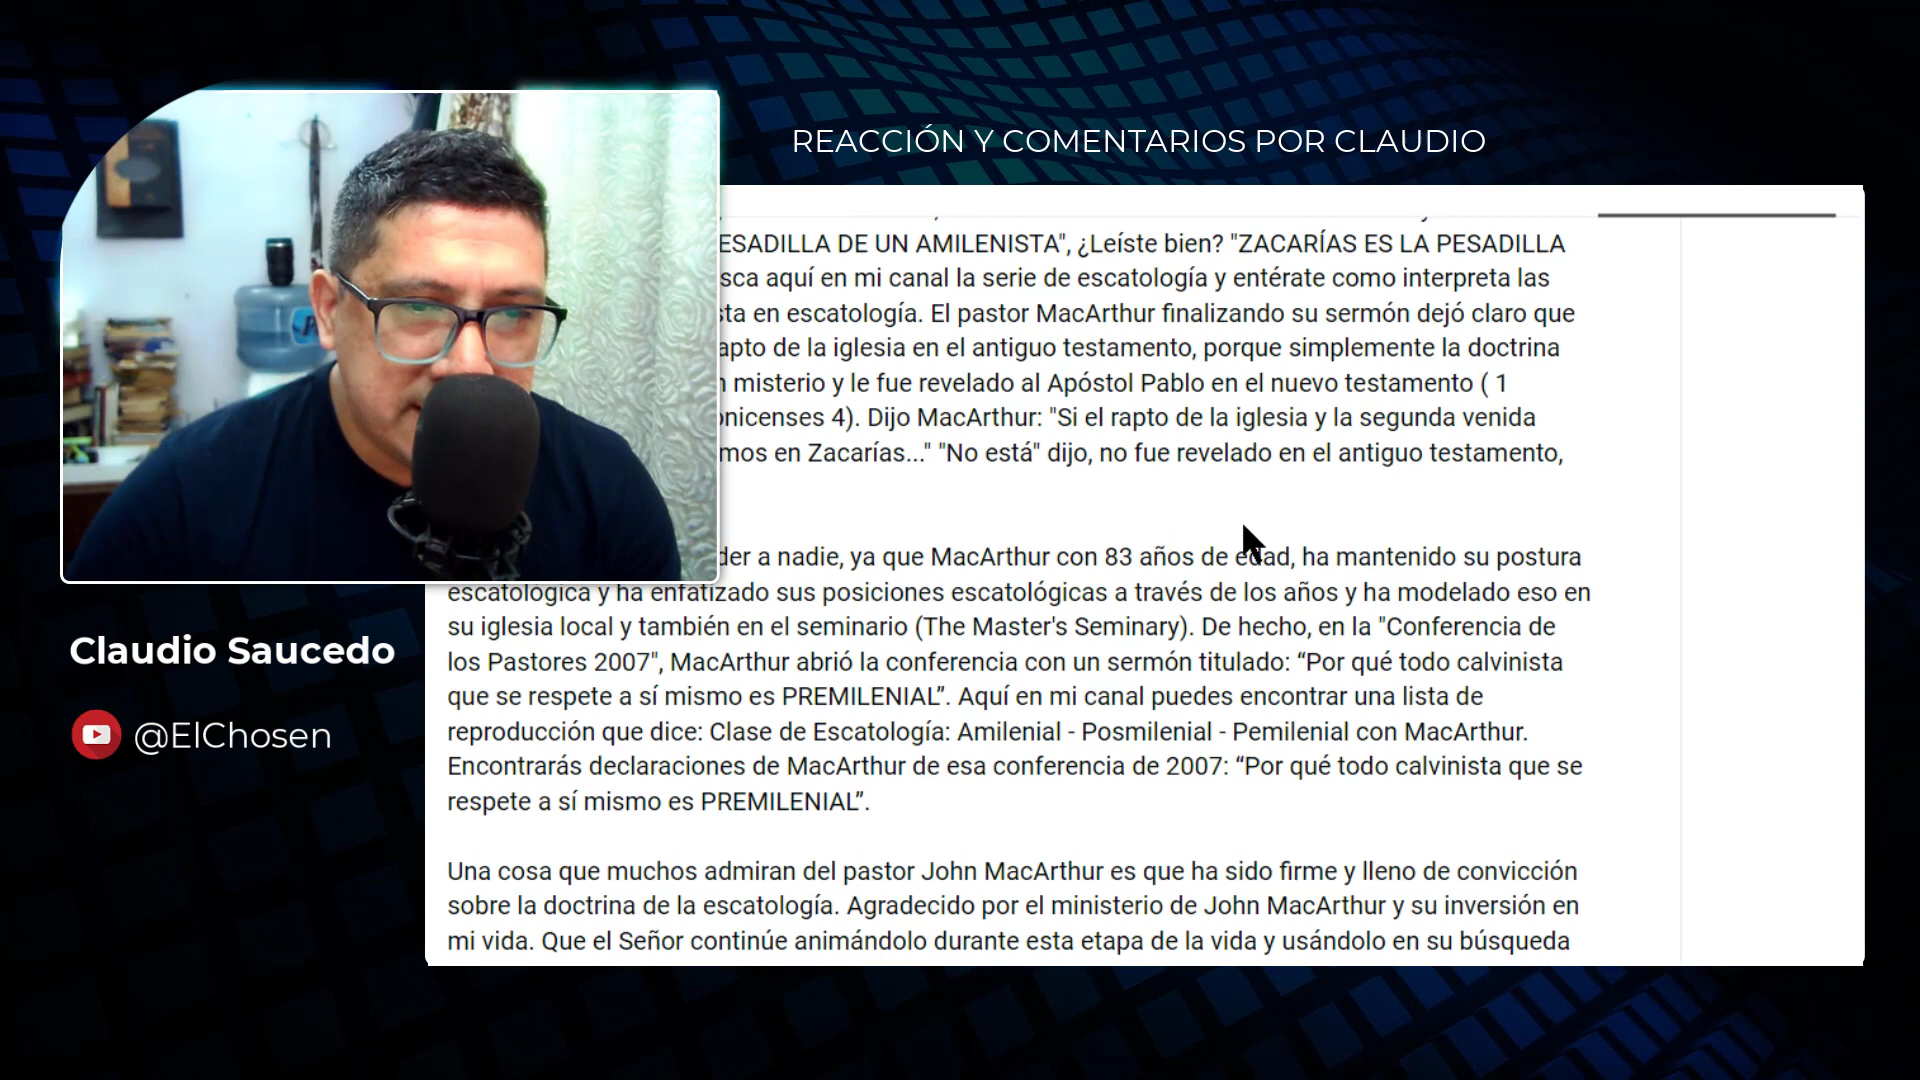 REACCIÓN Y COMENTARIOS POR CLAUDIO
ESADILLA DE UN AMILENISTA", ¿Leíste bien? "ZACARÍAS ES LA PESADILLA
sca aquí en mi canal la serie de escatología y entérate como interpreta las
sta en escatología. El pastor MacArthur finalizando su sermón dejó claro que
apto de la iglesia en el antiguo testamento, porque simplemente la doctrina
misterio y le fue revelado al Apóstol Pablo en el nuevo testamento ( 1
onicenses 4). Dijo MacArthur: "Si el rapto de la iglesia y la segunda venida
mos en Zacarías..." "No está" dijo, no fue revelado en el antiguo testamento,
der a nadie, ya que MacArthur con 83 años de edad, ha mantenido su postura
escatológica y ha enfatizado sus posiciones escatológicas a través de los años y ha modelado eso en
su iglesia local y también en el seminario (The Master's Seminary). De hecho, en la "Conferencia de
los Pastores 2007", MacArthur abrió la conferencia con un sermón titulado: “Por qué todo calvinista
que se respete a sí mismo es PREMILENIAL”. Aquí en mi canal puedes encontrar una lista de
reproducción que dice: Clase de Escatología: Amilenial - Posmilenial - Pemilenial con MacArthur.
Encontrarás declaraciones de MacArthur de esa conferencia de 2007: “Por qué todo calvinista que se
respete a sí mismo es PREMILENIAL”.
Una cosa que muchos admiran del pastor John MacArthur es que ha sido firme y lleno de convicción
sobre la doctrina de la escatología. Agradecido por el ministerio de John MacArthur y su inversión en
mi vida. Que el Señor continúe animándolo durante esta etapa de la vida y usándolo en su búsqueda
Claudio Saucedo
@ElChosen